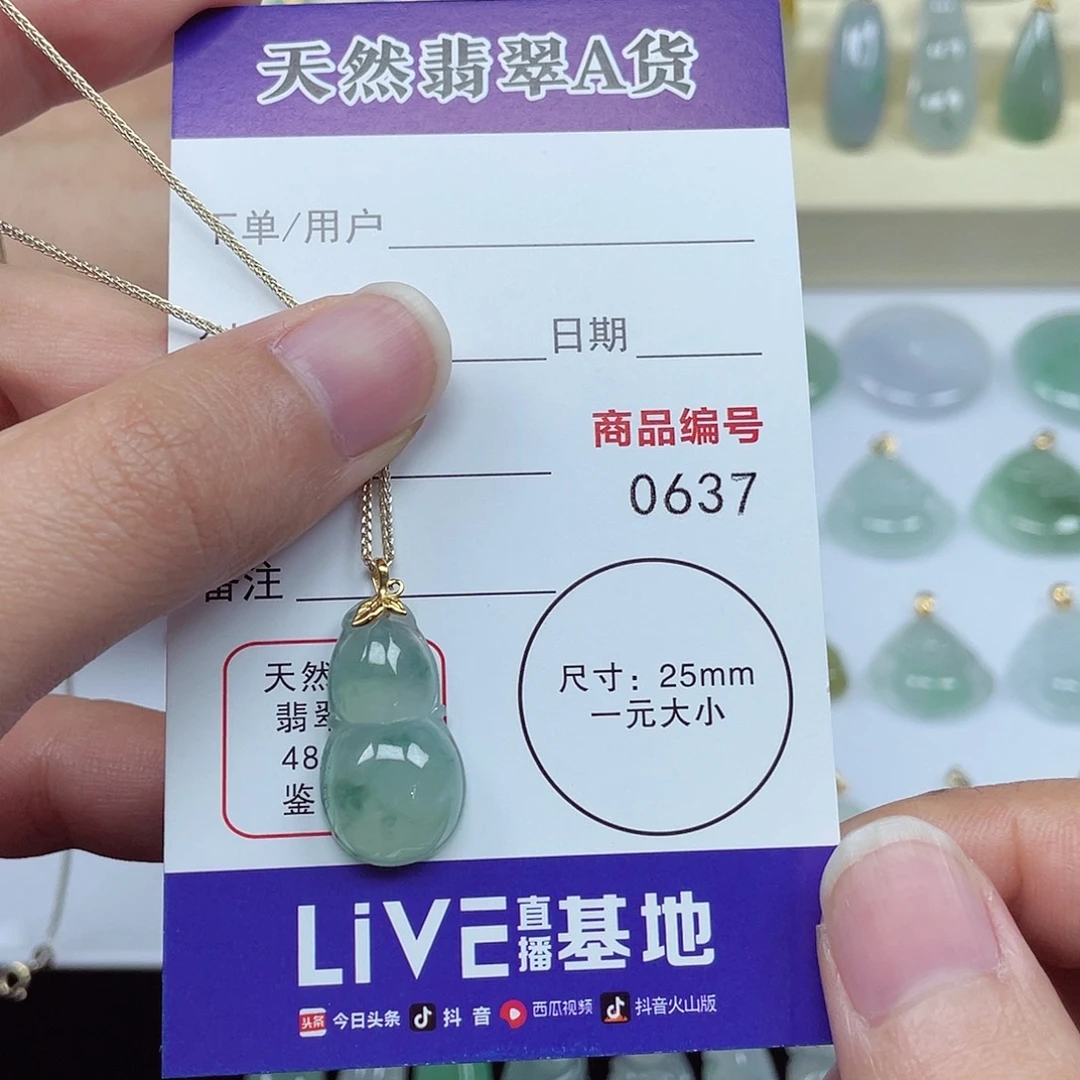 天然翡翠A货
下单/用户
日期
商品编号
0637
备注
天然
翡翠
48
鉴
尺寸：25mm
一元大小
LiVE直播基地
头条 今日头条 抖音 西瓜视频 抖音火山版